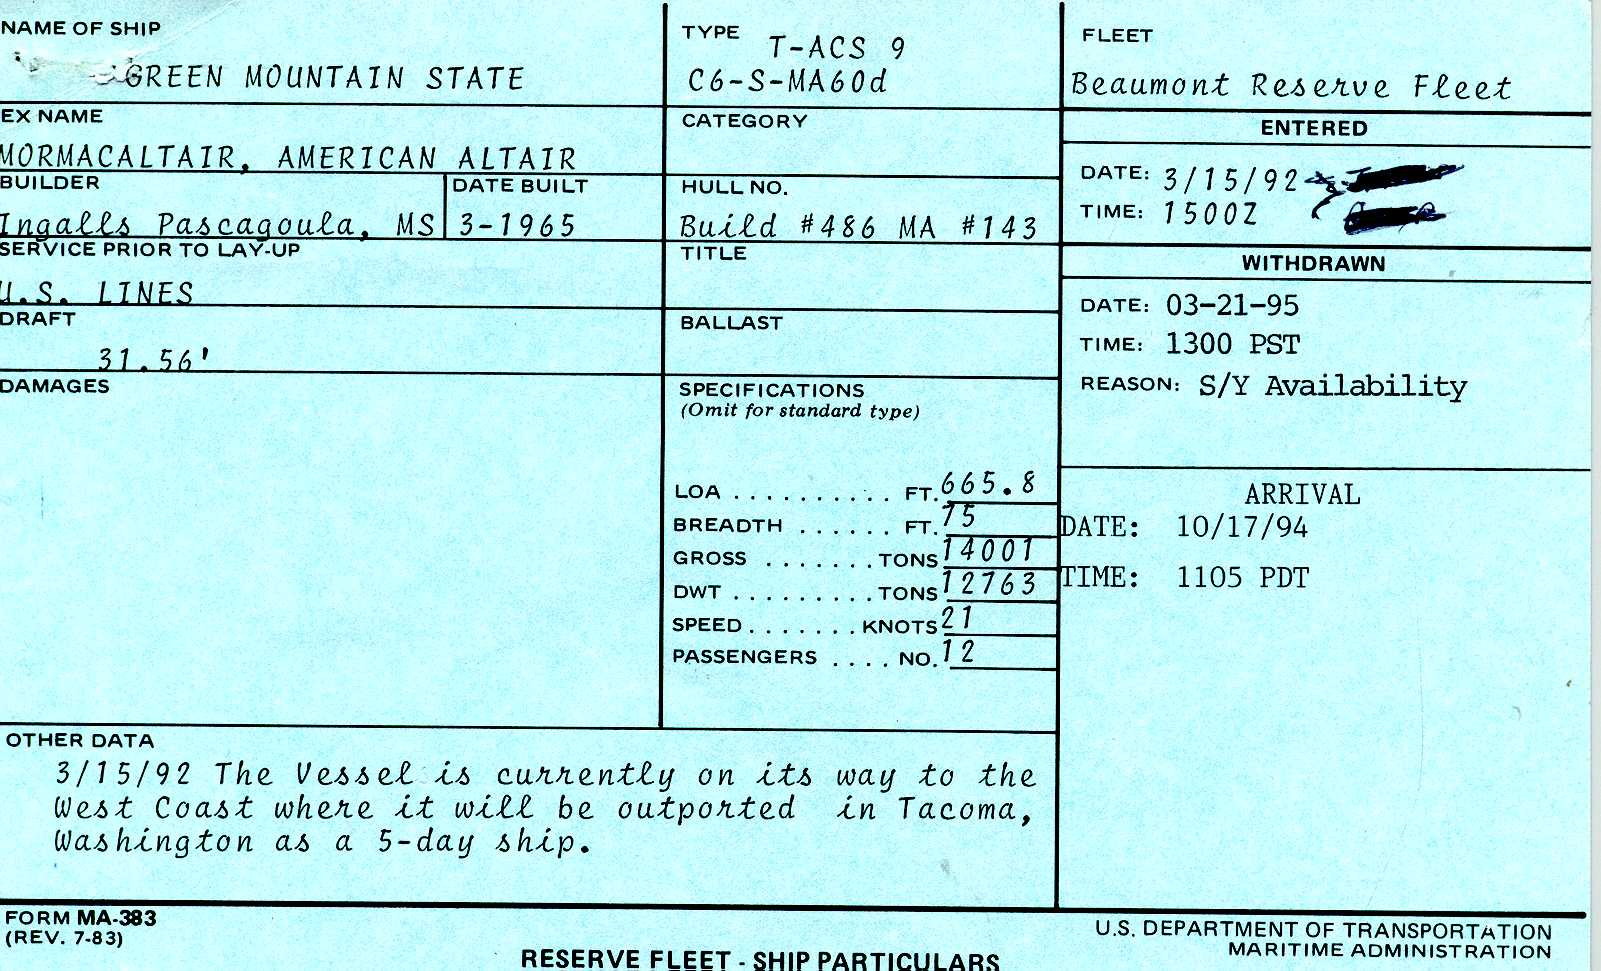 NAME OF SHIP
GREEN MOUNTAIN STATE
EX NAME
MORMACALTAIR, AMERICAN ALTAIR
BUILDER
Ingalls Pascagoula, MS
DATE BUILT
3-1965
SERVICE PRIOR TO LAY-UP
U.S. LINES
DRAFT
31.56'
DAMAGES
TYPE T-ACS 9
C6-S-MA60d
CATEGORY
HULL NO.
Build #486 MA #143
TITLE
BALLAST
SPECIFICATIONS
(Omit for standard type)
LOA .......... FT. 665.8
BREADTH ...... FT. 75
GROSS ....... TONS 14001
DWT ......... TONS 12763
SPEED ....... KNOTS 21
PASSENGERS .... NO. 12
FLEET
Beaumont Reserve Fleet
ENTERED
DATE: 3/15/92
TIME: 1500Z
WITHDRAWN
DATE: 03-21-95
TIME: 1300 PST
REASON: S/Y Availability
ARRIVAL
DATE: 10/17/94
TIME: 1105 PDT
OTHER DATA
3/15/92 The Vessel is currently on its way to the
West Coast where it will be outported in Tacoma,
Washington as a 5-day ship.
FORM MA-383
(REV. 7-83)
RESERVE FLEET - SHIP PARTICULARS
U.S. DEPARTMENT OF TRANSPORTATION
MARITIME ADMINISTRATION